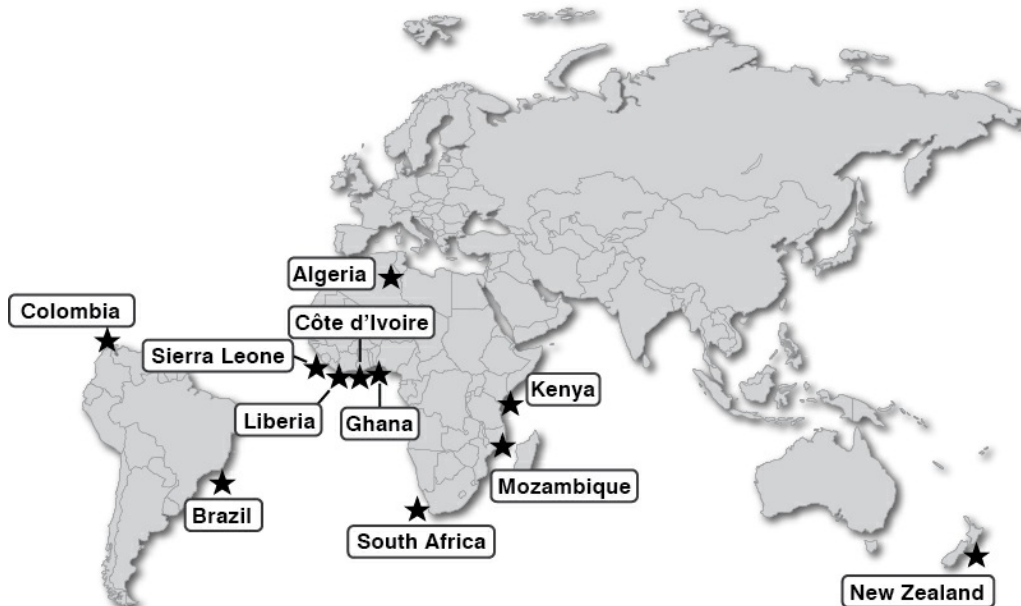 Algeria
Colombia
Côte d’Ivoire
Sierra Leone
Kenya
Liberia
Ghana
Mozambique
Brazil
South Africa
New Zealand